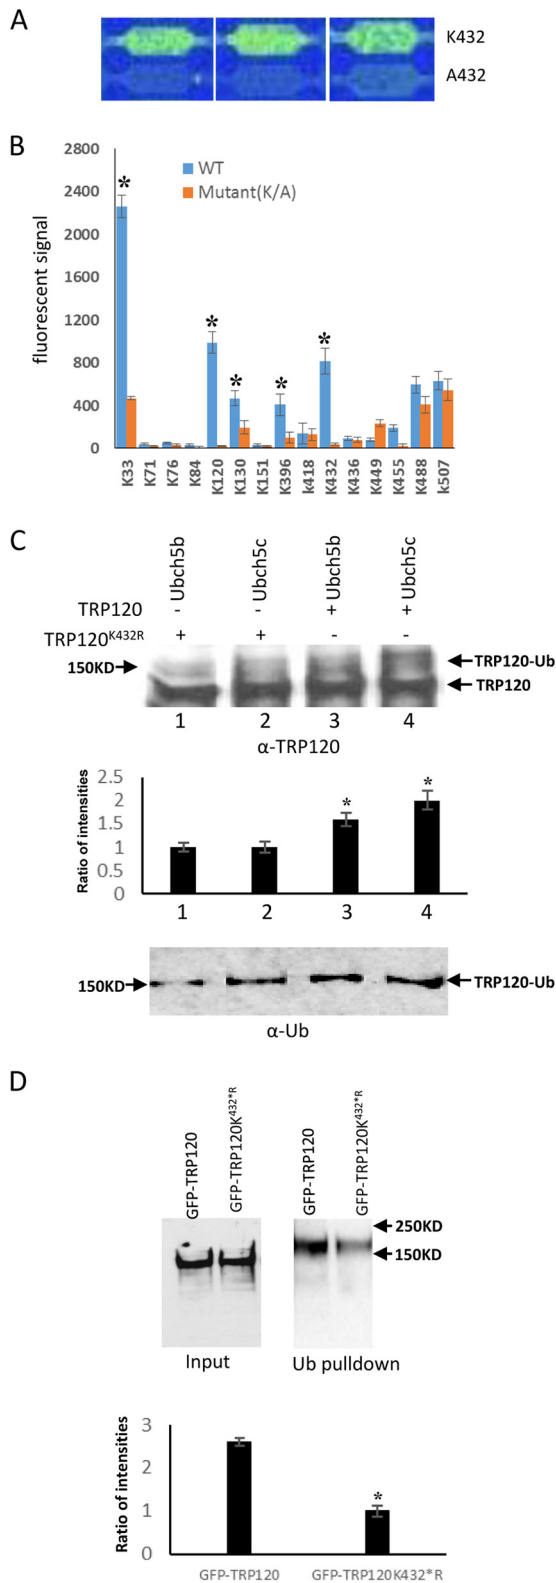 A
K432
A432
B
2800
2400
2000
1600
1200
800
400
0
fluorescent signal
WT
Mutant(K/A)
*
*
*
*
*
K33
K71
K76
K84
K120
K130
K151
K396
k418
K432
K436
K449
K455
K488
k507
C
Ubch5b
Ubch5c
Ubch5b
Ubch5c
TRP120 - - + +
TRP120K432R + + - -
150KD
TRP120-Ub
TRP120
1 2 3 4
α-TRP120
Ratio of intensities
2.5
2
1.5
1
0.5
0
*
*
1 2 3 4
150KD
TRP120-Ub
α-Ub
D
GFP-TRP120
GFP-TRP120K432*R
GFP-TRP120
GFP-TRP120K432*R
250KD
150KD
Input
Ub pulldown
Ratio of intensities
3
2
1
0
*
GFP-TRP120
GFP-TRP120K432*R